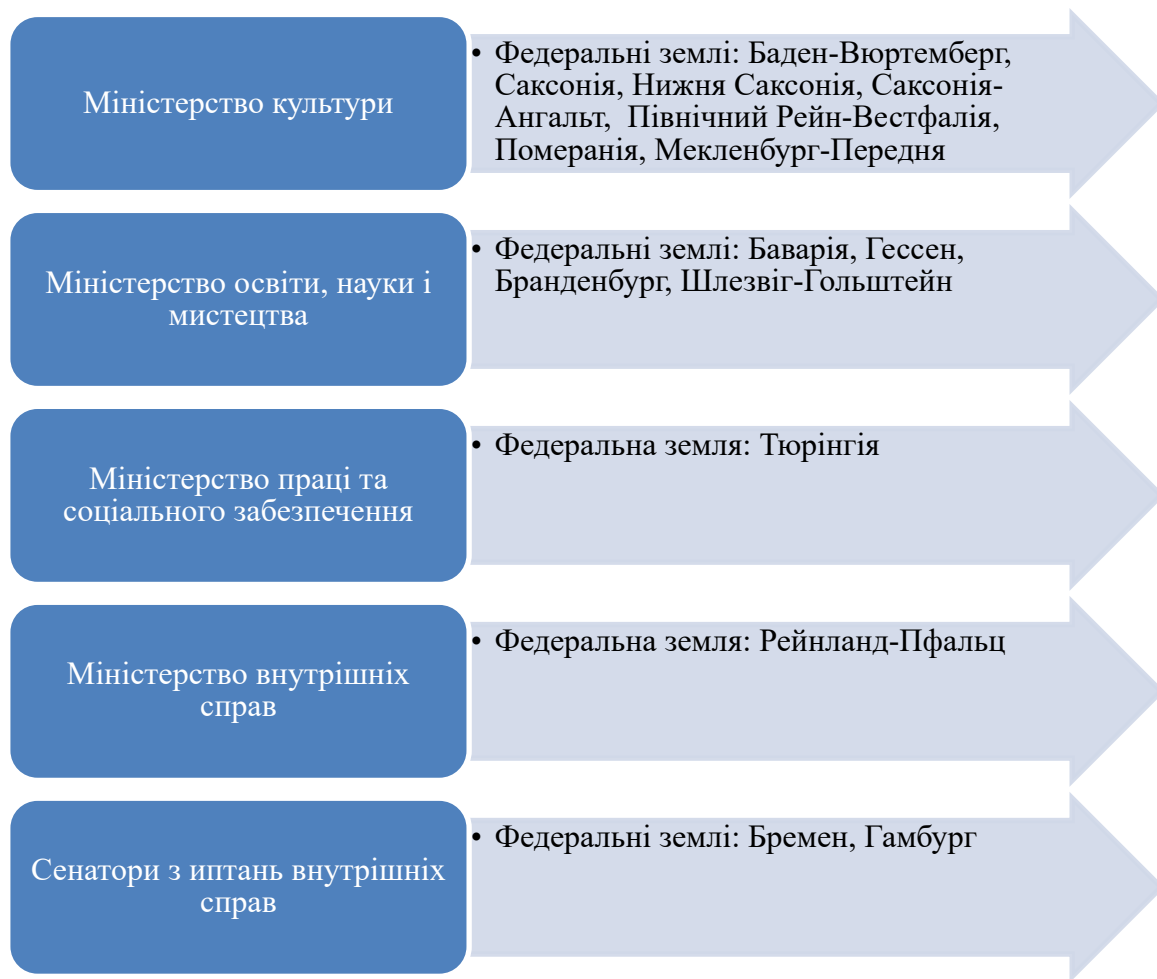 Міністерство культури
• Федеральні землі: Баден-Вюртемберг,
Саксонія, Нижня Саксонія, Саксонія-
Ангальт, Північний Рейн-Вестфалія,
Померанія, Мекленбург-Передня
Міністерство освіти, науки і
мистецтва
• Федеральні землі: Баварія, Гессен,
Бранденбург, Шлезвіг-Гольштейн
Міністерство праці та
соціального забезпечення
• Федеральна земля: Тюрінгія
Міністерство внутрішніх
справ
• Федеральна земля: Рейнланд-Пфальц
Сенатори з иптань внутрішніх
справ
• Федеральні землі: Бремен, Гамбург